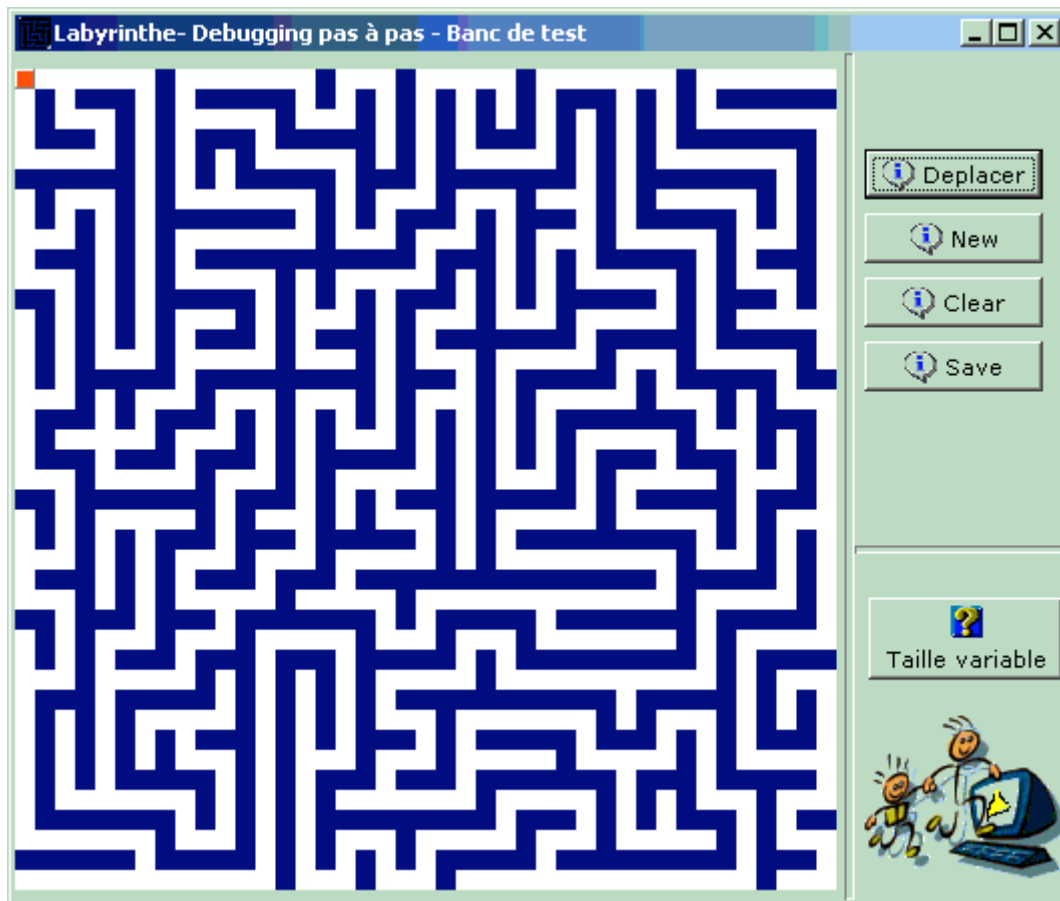 Labyrinthe- Debugging pas à pas - Banc de test
Deplacer
New
Clear
Save
Taille variable